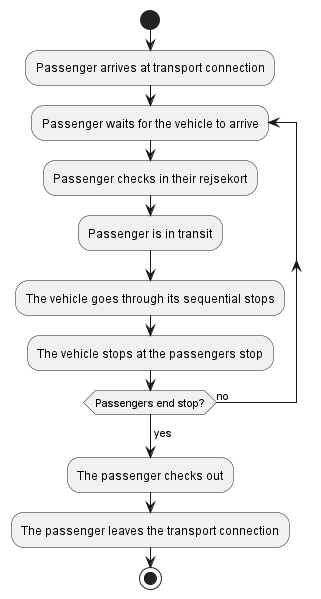 Passenger arrives at transport connection
Passenger waits for the vehicle to arrive
Passenger checks in their rejsekort
Passenger is in transit
The vehicle goes through its sequential stops
The vehicle stops at the passengers stop
Passengers end stop?
no
yes
The passenger checks out
The passenger leaves the transport connection